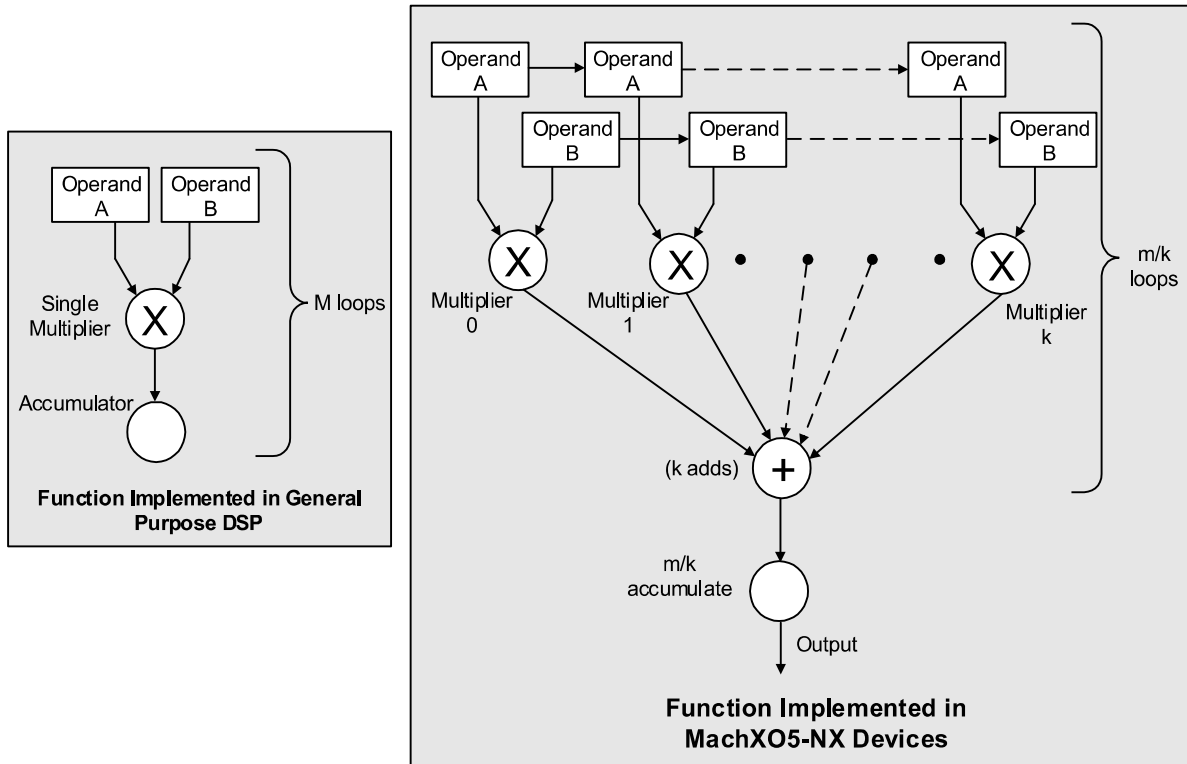 Operand
A
Operand
B
Single
Multiplier
X
Accumulator
M loops
Function Implemented in General
Purpose DSP
Operand
A
Operand
A
Operand
A
Operand
B
Operand
B
Operand
B
X
X
X
Multiplier
0
Multiplier
1
Multiplier
k
m/k
loops
(k adds)
+
m/k
accumulate
Output
Function Implemented in
MachXO5-NX Devices